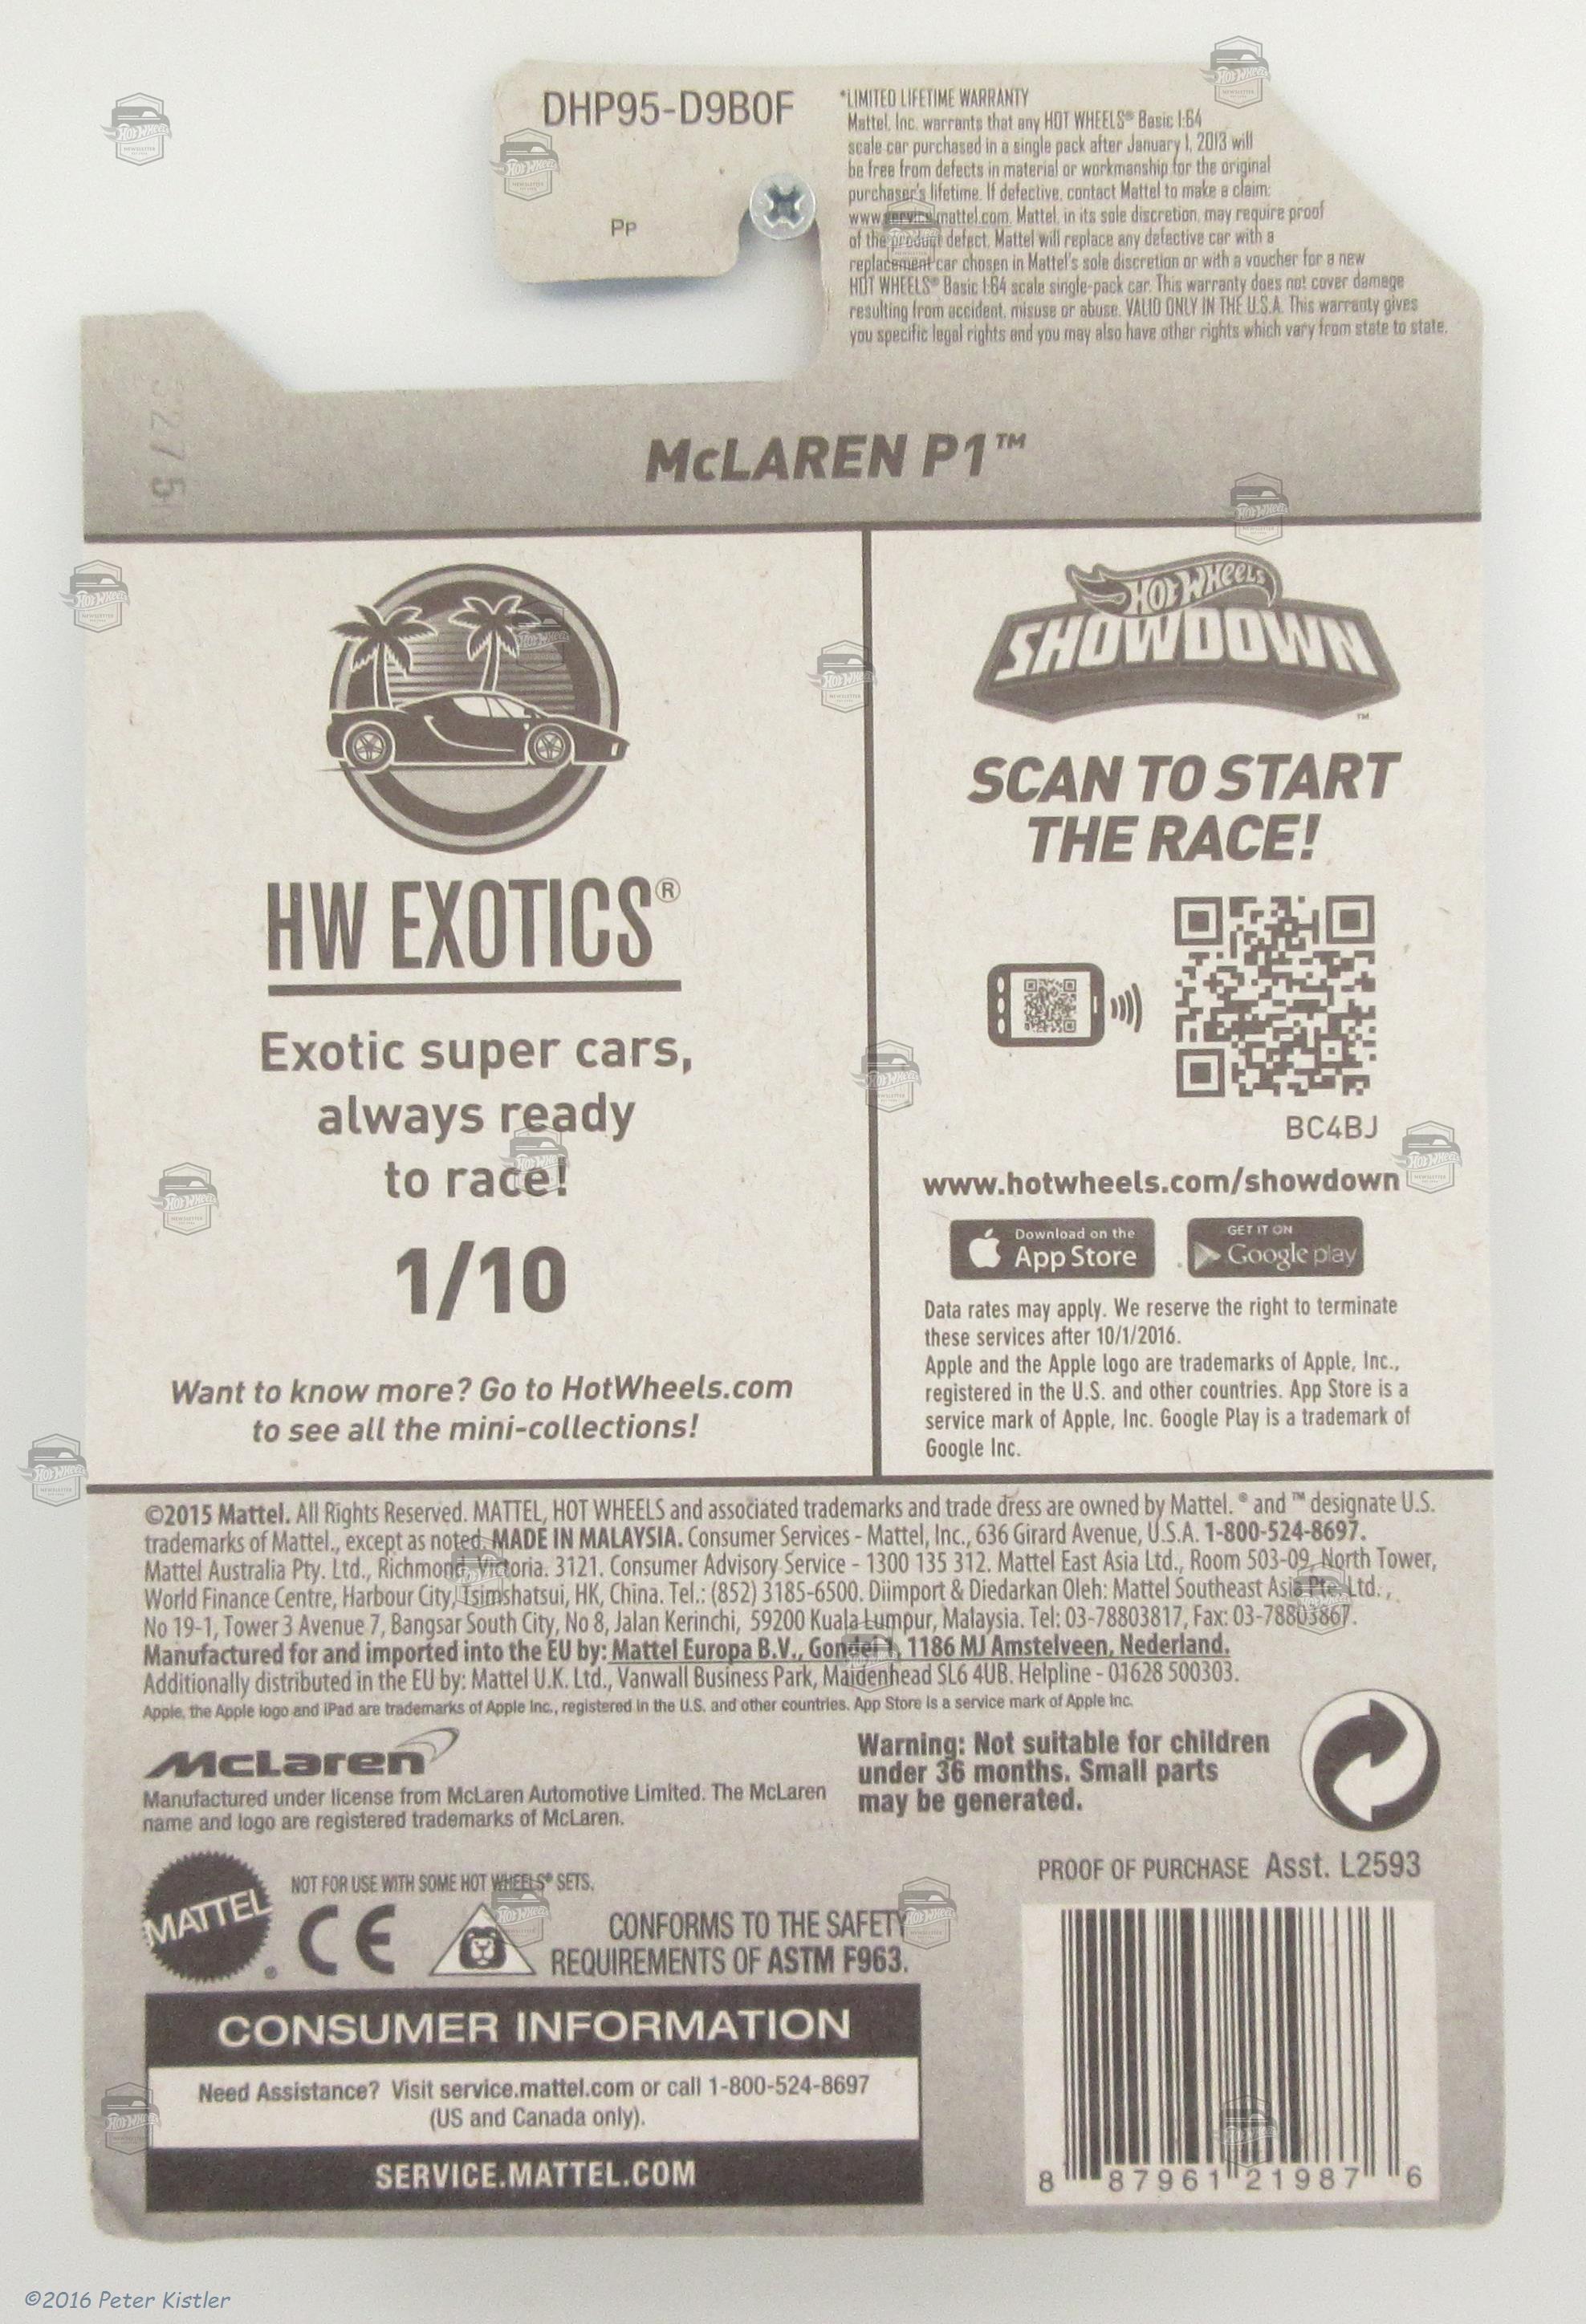 DHP95-D9B0F
Pp
*LIMITED LIFETIME WARRANTY
Mattel, Inc. warrants that any HOT WHEELS® Basic 1:64
scale car purchased in a single pack after January 1, 2013 will
be free from defects in material or workmanship for the original
purchaser's lifetime. If defective, contact Mattel to make a claim:
www.service.mattel.com. Mattel, in its sole discretion, may require proof
of the product defect. Mattel will replace any defective car with a
replacement car chosen in Mattel's sole discretion or with a voucher for a new
HOT WHEELS® Basic 1:64 scale single-pack car. This warranty does not cover damage
resulting from accident, misuse or abuse. VALID ONLY IN THE U.S.A. This warranty gives
you specific legal rights and you may also have other rights which vary from state to state.
McLAREN P1™
HW EXOTICS®
Exotic super cars,
always ready
to race!
1/10
Want to know more? Go to HotWheels.com
to see all the mini-collections!
HOT WHEELS
SHOWDOWN™
SCAN TO START
THE RACE!
BC4BJ
www.hotwheels.com/showdown
Download on the
App Store
GET IT ON
Google play
Data rates may apply. We reserve the right to terminate
these services after 10/1/2016.
Apple and the Apple logo are trademarks of Apple, Inc.,
registered in the U.S. and other countries. App Store is a
service mark of Apple, Inc. Google Play is a trademark of
Google Inc.
©2015 Mattel. All Rights Reserved. MATTEL, HOT WHEELS and associated trademarks and trade dress are owned by Mattel. ® and ™ designate U.S.
trademarks of Mattel., except as noted. MADE IN MALAYSIA. Consumer Services - Mattel, Inc., 636 Girard Avenue, U.S.A. 1-800-524-8697.
Mattel Australia Pty. Ltd., Richmond, Victoria. 3121. Consumer Advisory Service - 1300 135 312. Mattel East Asia Ltd., Room 503-09, North Tower,
World Finance Centre, Harbour City, Tsimshatsui, HK, China. Tel.: (852) 3185-6500. Diimport & Diedarkan Oleh: Mattel Southeast Asia Pte. Ltd.,
No 19-1, Tower 3 Avenue 7, Bangsar South City, No 8, Jalan Kerinchi, 59200 Kuala Lumpur, Malaysia. Tel: 03-78803817, Fax: 03-78803867.
Manufactured for and imported into the EU by: Mattel Europa B.V., Gondel 1, 1186 MJ Amstelveen, Nederland.
Additionally distributed in the EU by: Mattel U.K. Ltd., Vanwall Business Park, Maidenhead SL6 4UB. Helpline - 01628 500303.
Apple, the Apple logo and iPad are trademarks of Apple Inc., registered in the U.S. and other countries. App Store is a service mark of Apple Inc.
McLaren
Manufactured under license from McLaren Automotive Limited. The McLaren
name and logo are registered trademarks of McLaren.
Warning: Not suitable for children
under 36 months. Small parts
may be generated.
MATTEL®
NOT FOR USE WITH SOME HOT WHEELS® SETS.
CE
CONFORMS TO THE SAFETY
REQUIREMENTS OF ASTM F963.
PROOF OF PURCHASE Asst. L2593
CONSUMER INFORMATION
Need Assistance? Visit service.mattel.com or call 1-800-524-8697
(US and Canada only).
SERVICE.MATTEL.COM
8 87961 21987 6
©2016 Peter Kistler